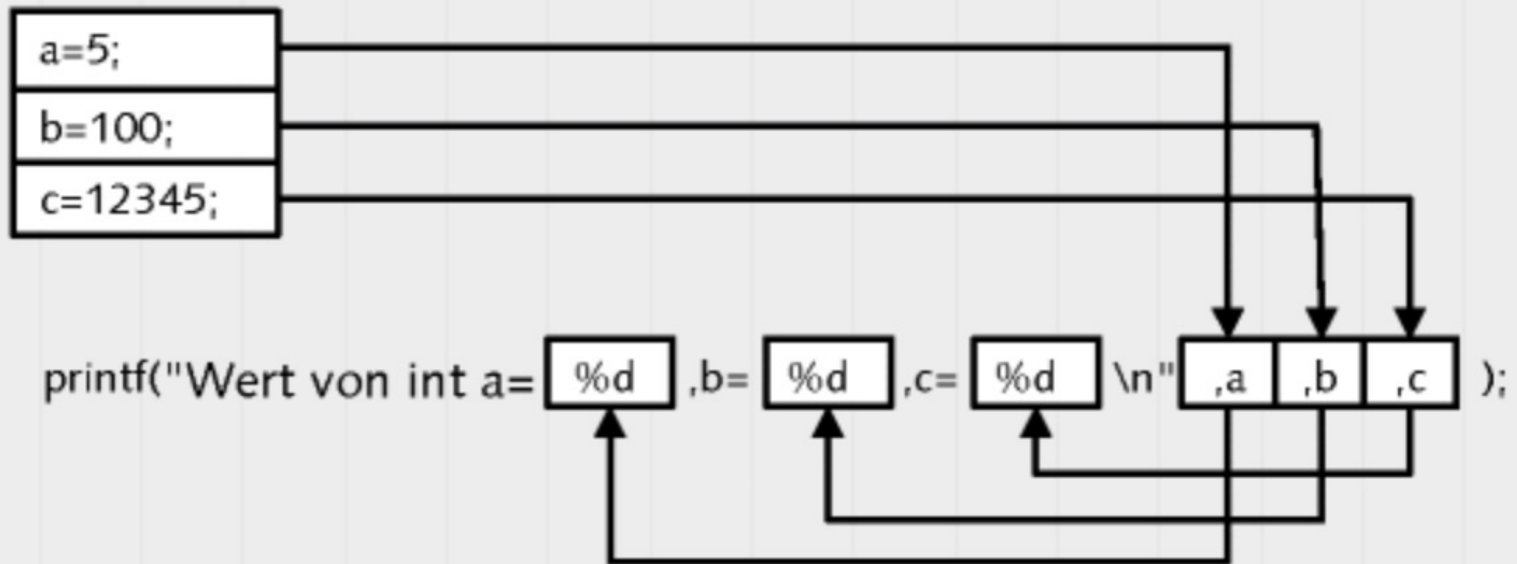 a=5;
b=100;
c=12345;
printf("Wert von int a= %d ,b= %d ,c= %d \n" ,a ,b ,c );